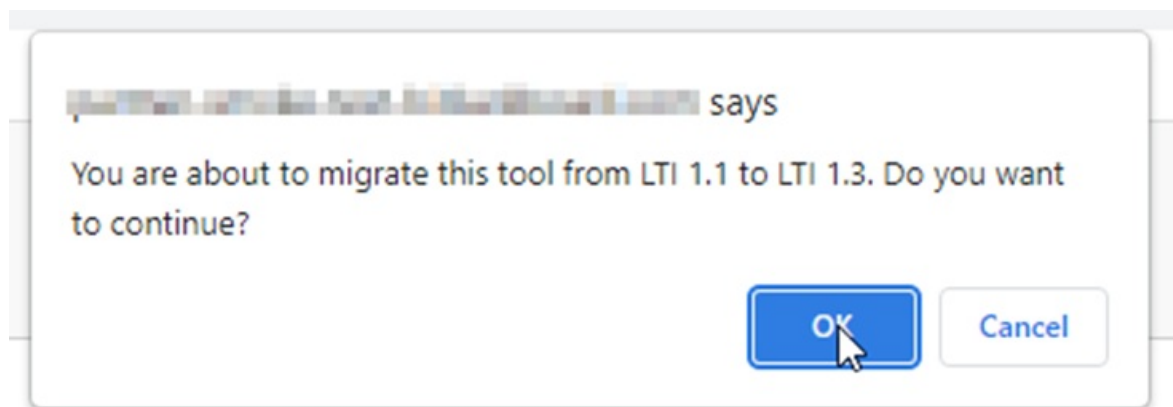 says
You are about to migrate this tool from LTI 1.1 to LTI 1.3. Do you want
to continue?
OK
Cancel